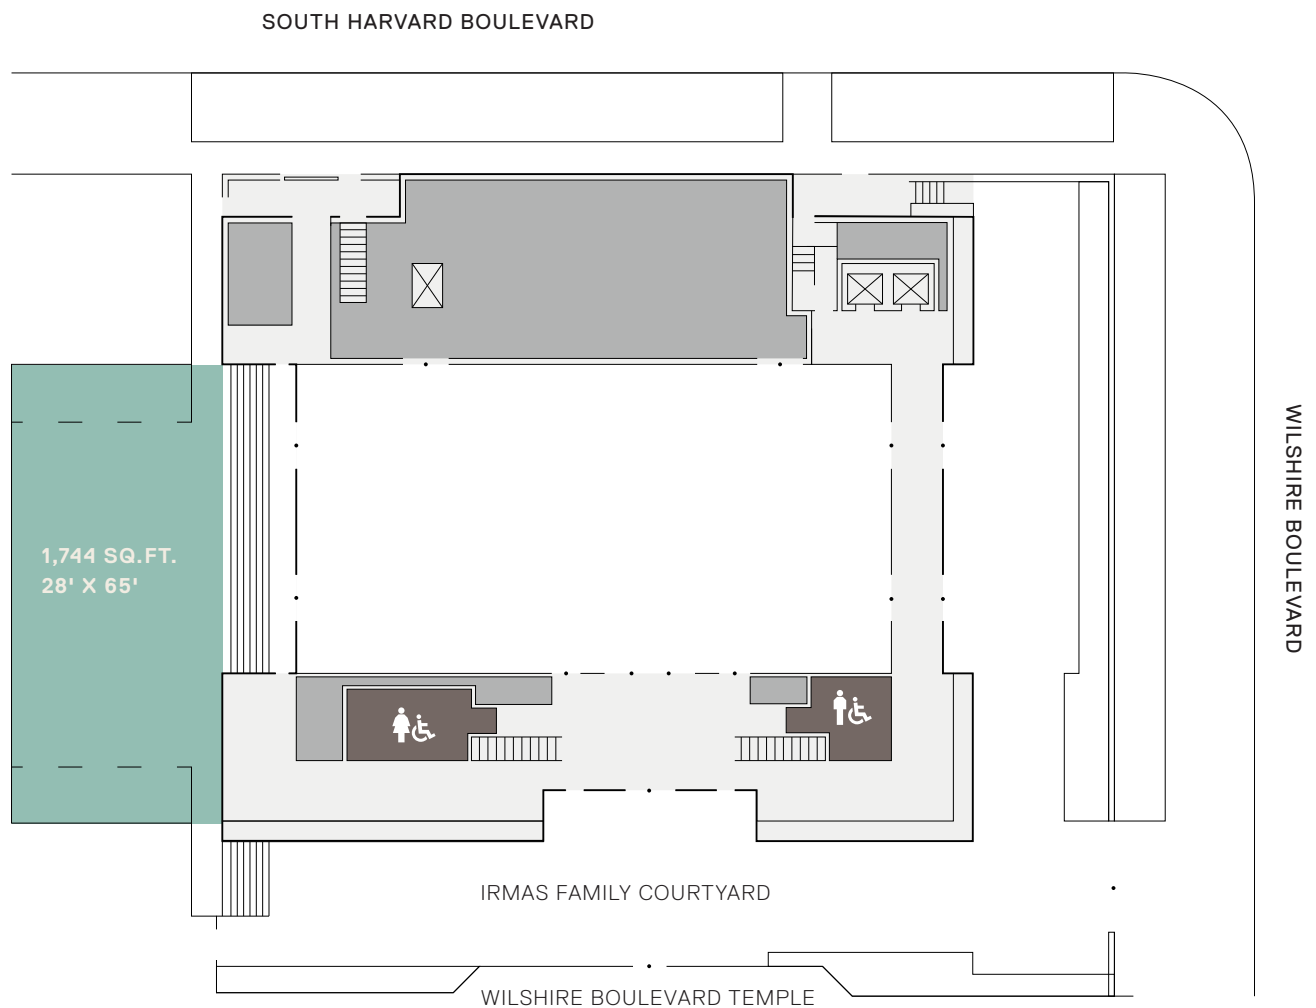 SOUTH HARVARD BOULEVARD
WILSHIRE BOULEVARD
1,744 SQ.FT.
28' X 65'
IRMAS FAMILY COURTYARD
WILSHIRE BOULEVARD TEMPLE